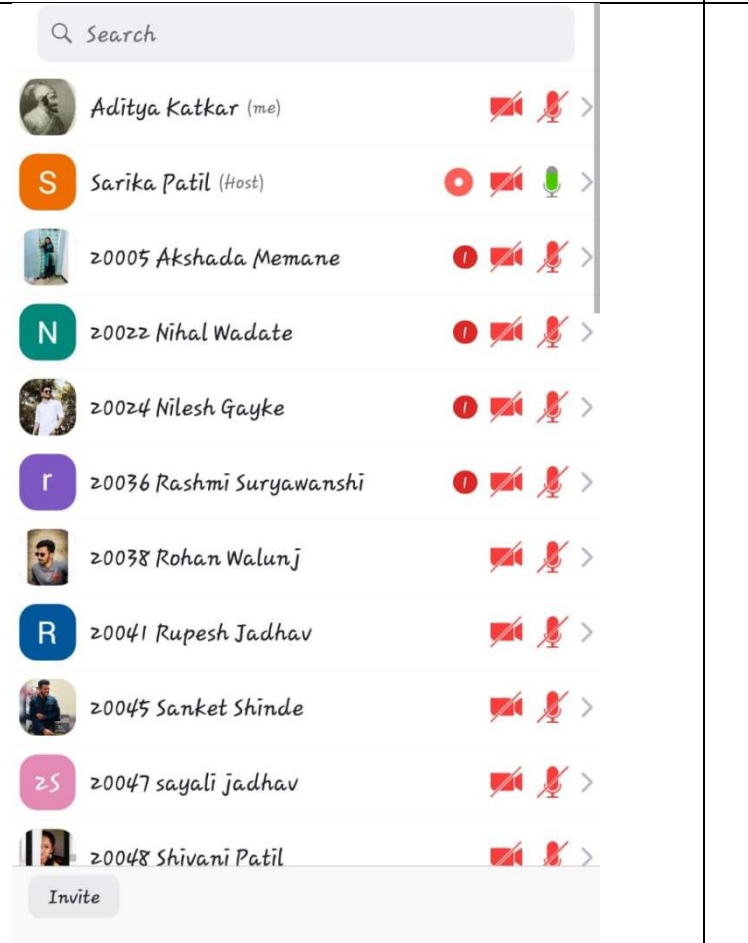 Search
Aditya Katkar (me)
S Sarika Patil (Host)
20005 Akshada Memane
N 20022 Nihal Wadate
20024 Nilesh Gayke
r 20036 Rashmi Suryawanshi
20038 Rohan Walunj
R 20041 Rupesh Jadhav
20045 Sanket Shinde
2S 20047 sayali jadhav
20048 Shivani Patil
Invite